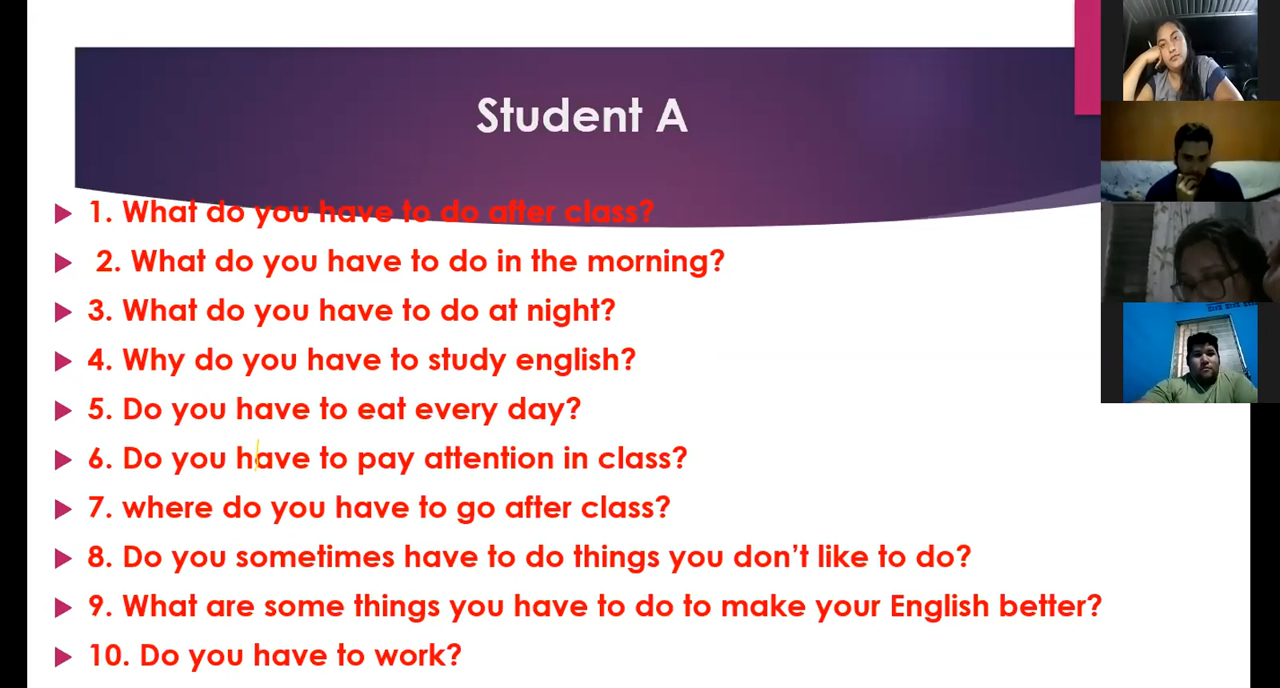 Student A
1. What do you have to do after class?
2. What do you have to do in the morning?
3. What do you have to do at night?
4. Why do you have to study english?
5. Do you have to eat every day?
6. Do you have to pay attention in class?
7. where do you have to go after class?
8. Do you sometimes have to do things you don’t like to do?
9. What are some things you have to do to make your English better?
10. Do you have to work?